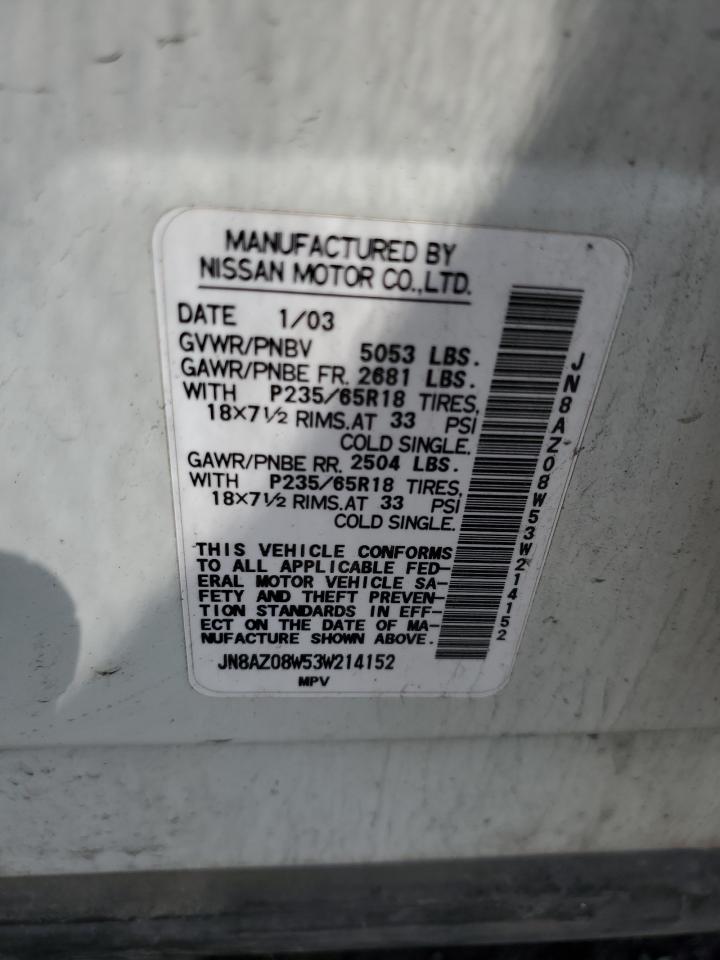 MANUFACTURED BY
NISSAN MOTOR CO.,LTD.
DATE 1/03
GVWR/PNBV 5053 LBS.
GAWR/PNBE FR. 2681 LBS.
WITH P235/65R18 TIRES,
18×7 1/2 RIMS.AT 33 PSI
COLD SINGLE.
GAWR/PNBE RR. 2504 LBS.
WITH P235/65R18 TIRES,
18×7 1/2 RIMS.AT 33 PSI
COLD SINGLE.
THIS VEHICLE CONFORMS
TO ALL APPLICABLE FED-
ERAL MOTOR VEHICLE SA-
FETY AND THEFT PREVEN-
TION STANDARDS IN EFF-
ECT ON THE DATE OF MA-
NUFACTURE SHOWN ABOVE.
JN8AZ08W53W214152
MPV
JN8AZ08W53W214152